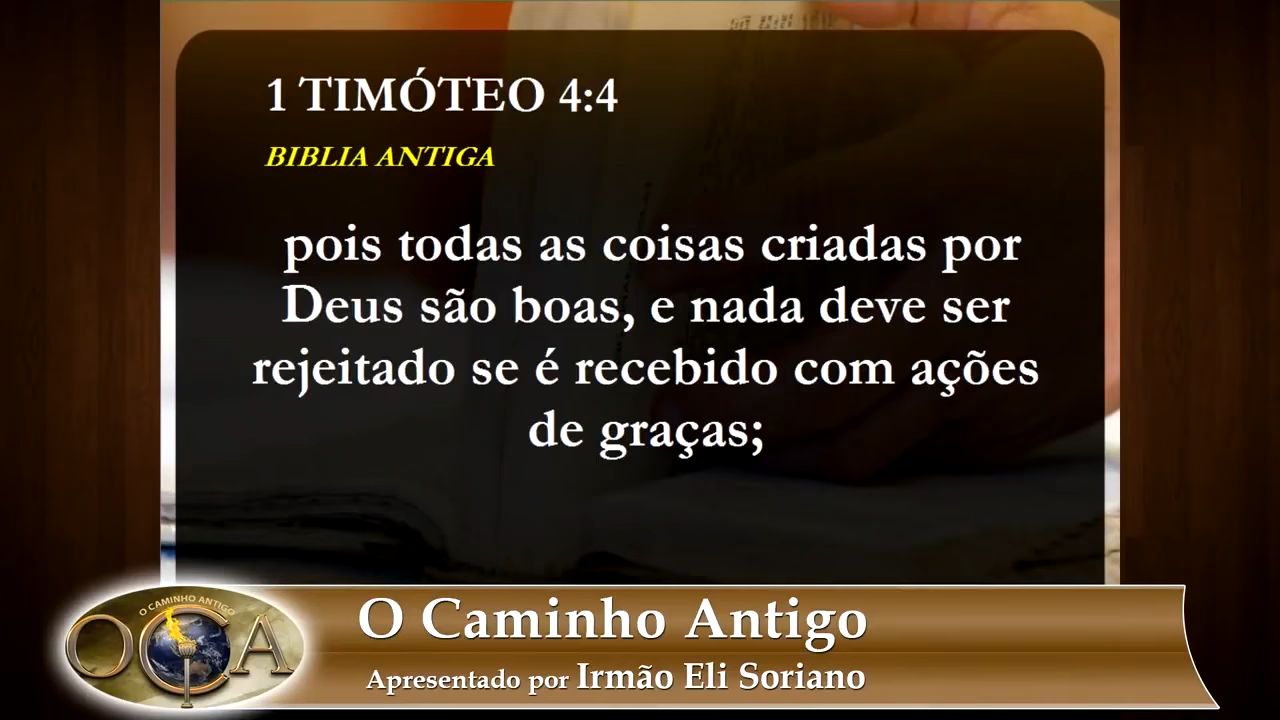 1 TIMÓTEO 4:4
BIBLIA ANTIGA
pois todas as coisas criadas por
Deus são boas, e nada deve ser
rejeitado se é recebido com ações
de graças;
O CAMINHO ANTIGO
OCA
O Caminho Antigo
Apresentado por Irmão Eli Soriano